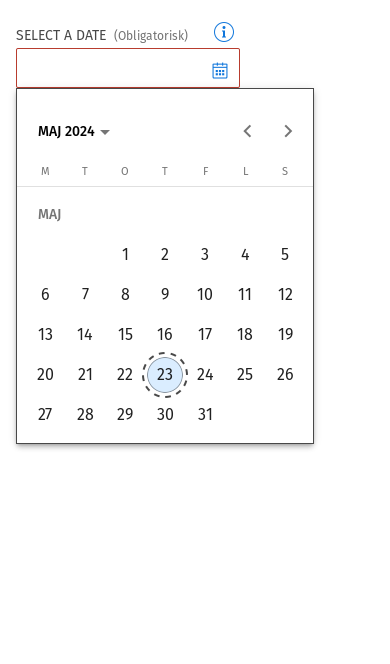 SELECT A DATE (Obligatorisk)
MAJ 2024
M T O T F L S
MAJ
1 2 3 4 5
6 7 8 9 10 11 12
13 14 15 16 17 18 19
20 21 22 23 24 25 26
27 28 29 30 31